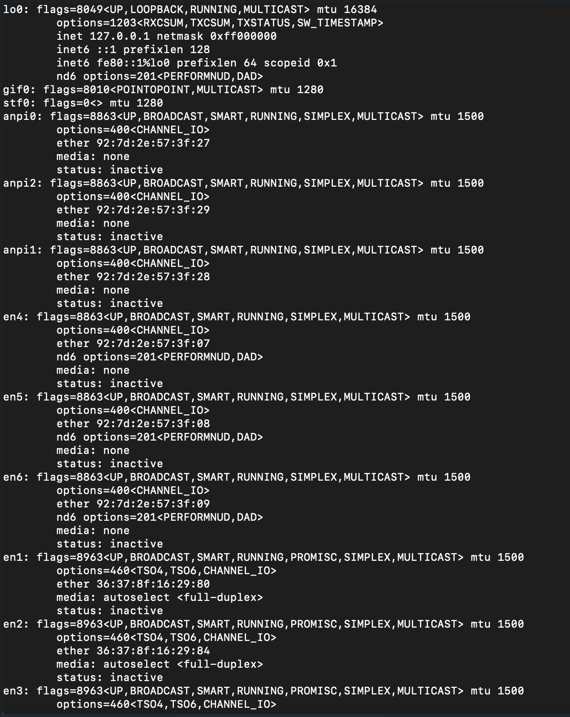 lo0: flags=8049<UP,LOOPBACK,RUNNING,MULTICAST> mtu 16384
options=1203<RXCSUM,TXCSUM,TXSTATUS,SW_TIMESTAMP>
inet 127.0.0.1 netmask 0xff000000
inet6 ::1 prefixlen 128
inet6 fe80::1%lo0 prefixlen 64 scopeid 0x1
nd6 options=201<PERFORMNUD,DAD>
gif0: flags=8010<POINTOPOINT,MULTICAST> mtu 1280
stf0: flags=0<> mtu 1280
anpi0: flags=8863<UP,BROADCAST,SMART,RUNNING,SIMPLEX,MULTICAST> mtu 1500
options=400<CHANNEL_IO>
ether 92:7d:2e:57:3f:27
media: none
status: inactive
anpi2: flags=8863<UP,BROADCAST,SMART,RUNNING,SIMPLEX,MULTICAST> mtu 1500
options=400<CHANNEL_IO>
ether 92:7d:2e:57:3f:29
media: none
status: inactive
anpi1: flags=8863<UP,BROADCAST,SMART,RUNNING,SIMPLEX,MULTICAST> mtu 1500
options=400<CHANNEL_IO>
ether 92:7d:2e:57:3f:28
media: none
status: inactive
en4: flags=8863<UP,BROADCAST,SMART,RUNNING,SIMPLEX,MULTICAST> mtu 1500
options=400<CHANNEL_IO>
ether 92:7d:2e:57:3f:07
nd6 options=201<PERFORMNUD,DAD>
media: none
status: inactive
en5: flags=8863<UP,BROADCAST,SMART,RUNNING,SIMPLEX,MULTICAST> mtu 1500
options=400<CHANNEL_IO>
ether 92:7d:2e:57:3f:08
nd6 options=201<PERFORMNUD,DAD>
media: none
status: inactive
en6: flags=8863<UP,BROADCAST,SMART,RUNNING,SIMPLEX,MULTICAST> mtu 1500
options=400<CHANNEL_IO>
ether 92:7d:2e:57:3f:09
nd6 options=201<PERFORMNUD,DAD>
media: none
status: inactive
en1: flags=8963<UP,BROADCAST,SMART,RUNNING,PROMISC,SIMPLEX,MULTICAST> mtu 1500
options=460<TSO4,TSO6,CHANNEL_IO>
ether 36:37:8f:16:29:80
media: autoselect <full-duplex>
status: inactive
en2: flags=8963<UP,BROADCAST,SMART,RUNNING,PROMISC,SIMPLEX,MULTICAST> mtu 1500
options=460<TSO4,TSO6,CHANNEL_IO>
ether 36:37:8f:16:29:84
media: autoselect <full-duplex>
status: inactive
en3: flags=8963<UP,BROADCAST,SMART,RUNNING,PROMISC,SIMPLEX,MULTICAST> mtu 1500
options=460<TSO4,TSO6,CHANNEL_IO>